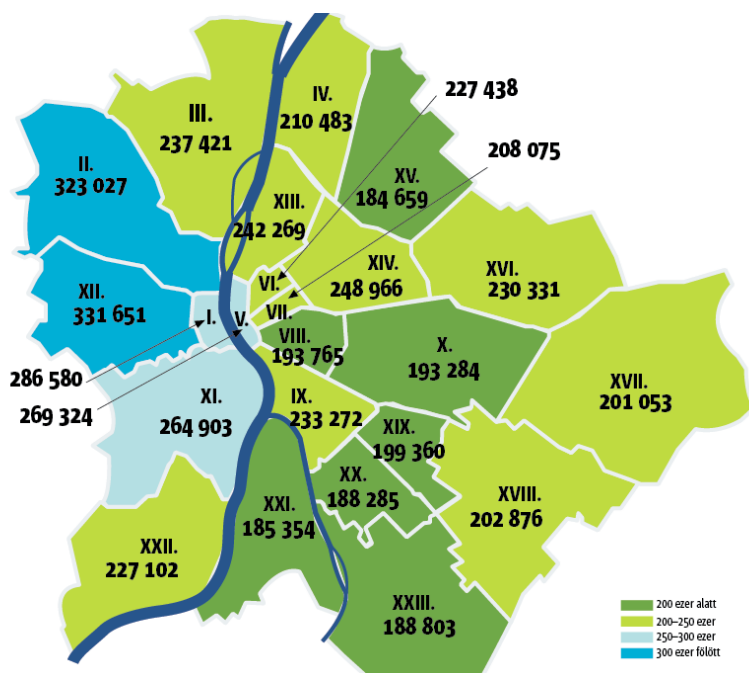 IV.
210 483
227 438
III.
237 421
208 075
II.
323 027
XV.
184 659
XIII.
242 269
XIV.
248 966
XVI.
230 331
VI.
XII.
331 651
I.
V.
VII.
VIII.
193 765
X.
193 284
286 580
269 324
XVII.
201 053
XI.
264 903
IX.
233 272
XIX.
199 360
XX.
188 285
XVIII.
202 876
XXI.
185 354
XXII.
227 102
XXIII.
188 803
200 ezer alatt
200–250 ezer
250–300 ezer
300 ezer fölött